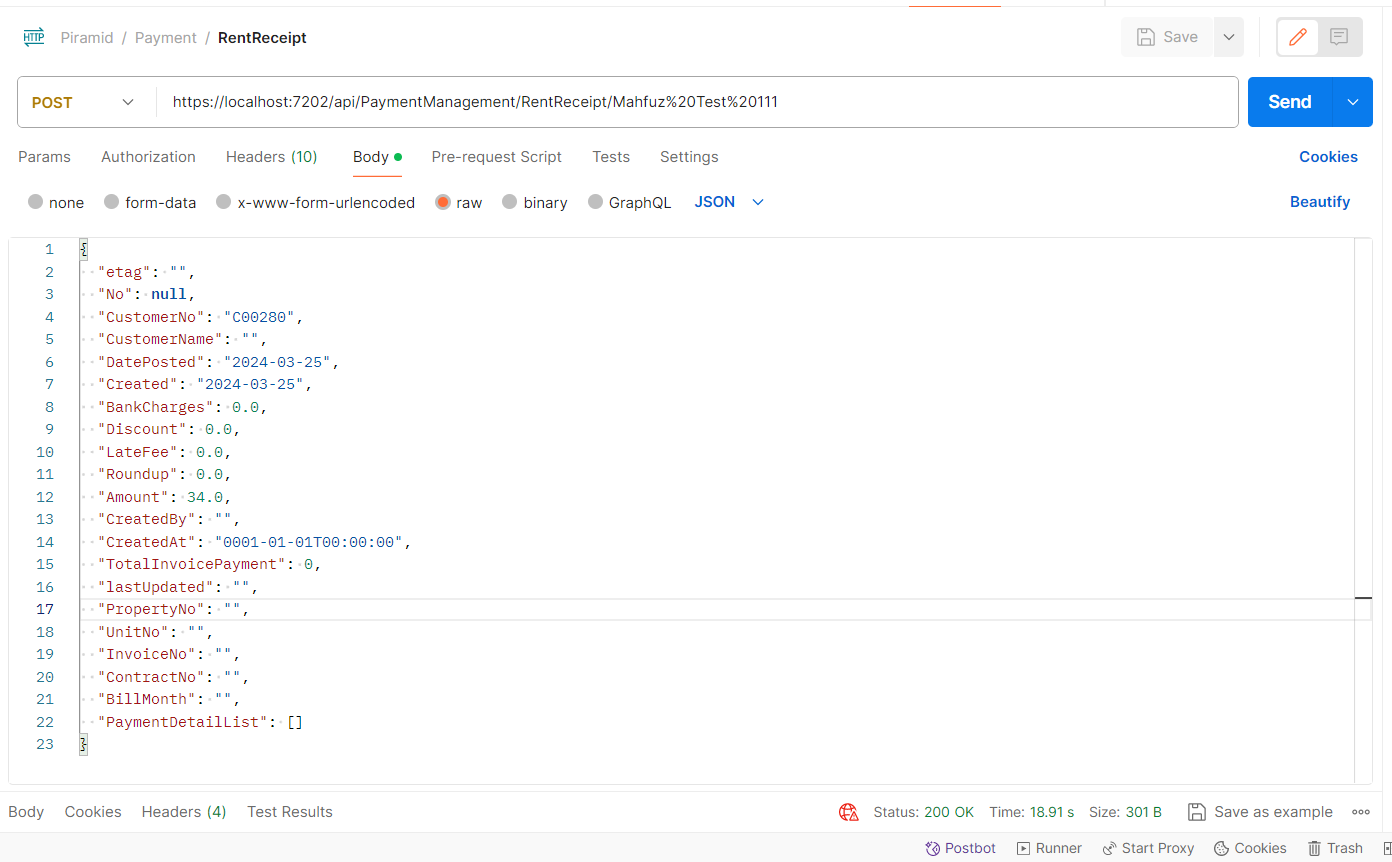 HTTP Piramid / Payment / RentReceipt Save
POST https://localhost:7202/api/PaymentManagement/RentReceipt/Mahfuz%20Test%20111 Send
Params Authorization Headers (10) Body Pre-request Script Tests Settings Cookies
none form-data x-www-form-urlencoded raw binary GraphQL JSON Beautify
1 {
2 "etag": "",
3 "No": null,
4 "CustomerNo": "C00280",
5 "CustomerName": "",
6 "DatePosted": "2024-03-25",
7 "Created": "2024-03-25",
8 "BankCharges": 0.0,
9 "Discount": 0.0,
10 "LateFee": 0.0,
11 "Roundup": 0.0,
12 "Amount": 34.0,
13 "CreatedBy": "",
14 "CreatedAt": "0001-01-01T00:00:00",
15 "TotalInvoicePayment": 0,
16 "lastUpdated": "",
17 "PropertyNo": "",
18 "UnitNo": "",
19 "InvoiceNo": "",
20 "ContractNo": "",
21 "BillMonth": "",
22 "PaymentDetailList": []
23 }
Body Cookies Headers (4) Test Results Status: 200 OK Time: 18.91 s Size: 301 B Save as example
Postbot Runner Start Proxy Cookies Trash